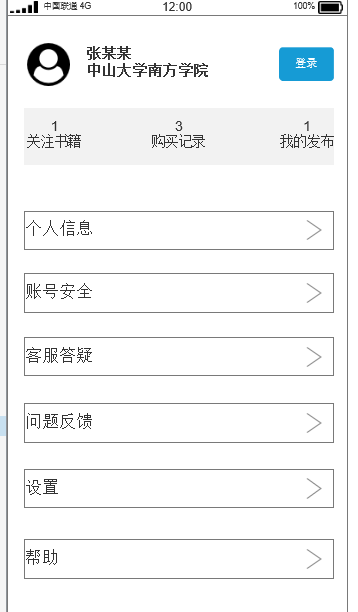 中国联通 4G 12:00 100%
张某某
中山大学南方学院
登录
1 3 1
关注书籍 购买记录 我的发布
个人信息
账号安全
客服答疑
问题反馈
设置
帮助